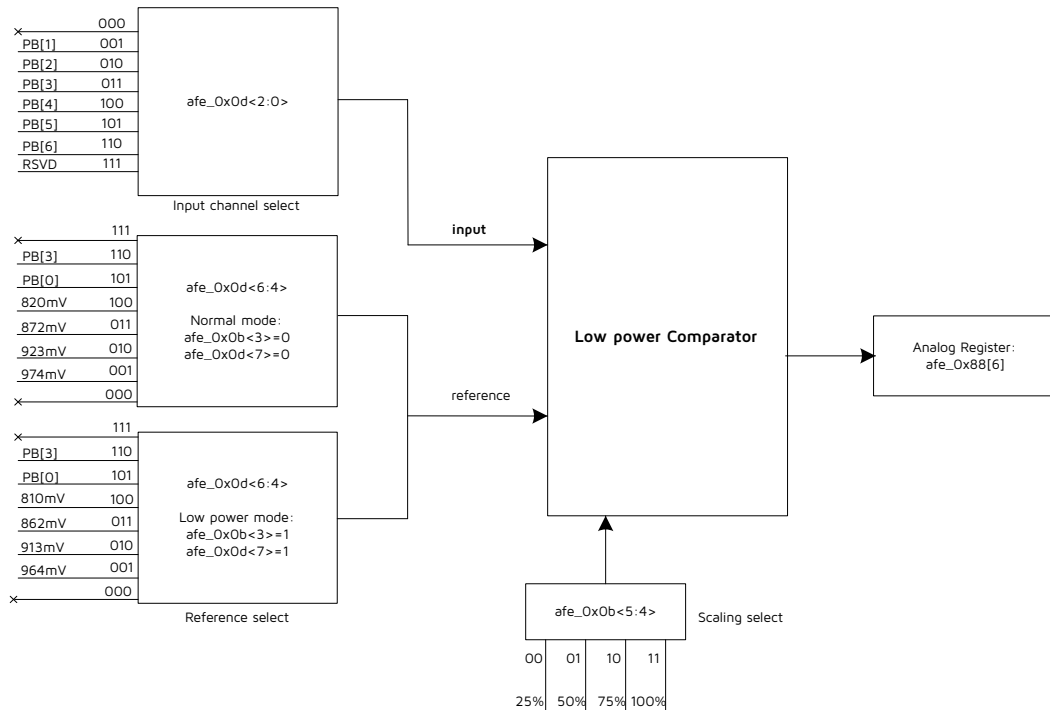 000
PB[1] 001
PB[2] 010
PB[3] 011
PB[4] 100
PB[5] 101
PB[6] 110
RSVD 111
afe_0x0d<2:0>
Input channel select
111
PB[3] 110
PB[0] 101
820mV 100
872mV 011
923mV 010
974mV 001
000
afe_0x0d<6:4>
Normal mode:
afe_0x0b<3>=0
afe_0x0d<7>=0
111
PB[3] 110
PB[0] 101
810mV 100
862mV 011
913mV 010
964mV 001
000
afe_0x0d<6:4>
Low power mode:
afe_0x0b<3>=1
afe_0x0d<7>=1
Reference select
input
reference
Low power Comparator
Analog Register:
afe_0x88[6]
afe_0x0b<5:4>
Scaling select
00 01 10 11
25% 50% 75% 100%